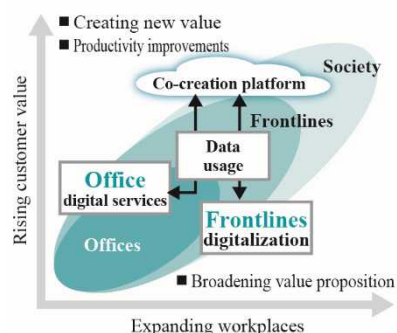 ■ Creating new value
■ Productivity improvements
Society
Co-creation platform
Frontlines
Data
usage
Office
digital services
Frontlines
digitalization
Offices
■ Broadening value proposition
Rising customer value
Expanding workplaces